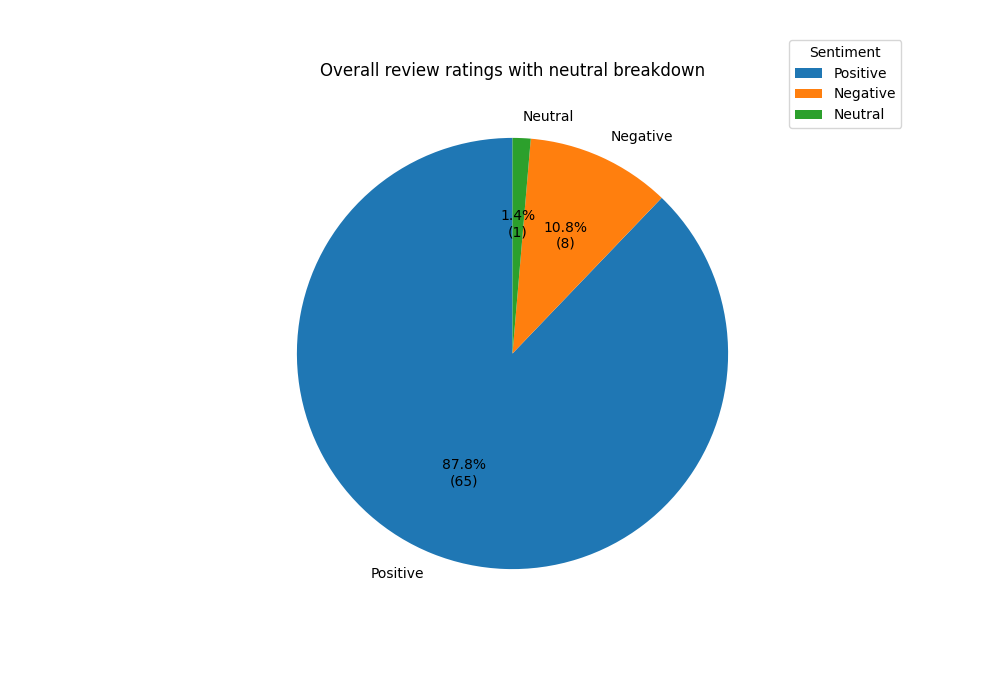 Overall review ratings with neutral breakdown
Sentiment
Positive
Negative
Neutral
Neutral
Negative
1.4%
(1)
10.8%
(8)
87.8%
(65)
Positive